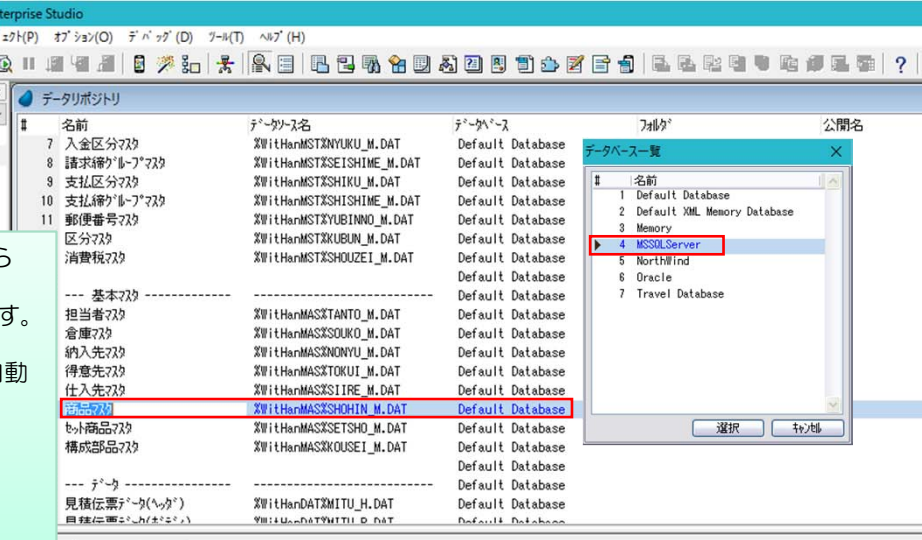 terprise Studio
ェクト(P) オプション(O) デバッグ(D) ツール(T) ヘルプ(H)
データリポジトリ
# 名前 データソース名 データベース フォルダ 公開名
7 入金区分マスタ %WitHanMST%NYUKU_M.DAT Default Database
8 請求締グループマスタ %WitHanMST%SEISHIME_M.DAT Default Database
9 支払区分マスタ %WitHanMST%SHIKU_M.DAT Default Database
10 支払締グループマスタ %WitHanMST%SHISHIME_M.DAT Default Database
11 郵便番号マスタ %WitHanMST%YUBINNO_M.DAT Default Database
区分マスタ %WitHanMST%KUBUN_M.DAT Default Database
消費税マスタ %WitHanMST%SHOUZEI_M.DAT Default Database
Default Database
--- 基本マスタ ------------- --------------------------- Default Database
担当者マスタ %WitHanMAS%TANTO_M.DAT Default Database
倉庫マスタ %WitHanMAS%SOUKO_M.DAT Default Database
納入先マスタ %WitHanMAS%NONYU_M.DAT Default Database
得意先マスタ %WitHanMAS%TOKUI_M.DAT Default Database
仕入先マスタ %WitHanMAS%SIIRE_M.DAT Default Database
商品マスタ %WitHanMAS%SHOHIN_M.DAT Default Database
セット商品マスタ %WitHanMAS%SETSHO_M.DAT Default Database
構成部品マスタ %WitHanMAS%KOUSEI_M.DAT Default Database
Default Database
--- データ ---------------- --------------------------- Default Database
見積伝票データ(ヘッダ) %WitHanDAT%MITU_H.DAT Default Database
見積伝票データ(ボディ) %WitHanDAT%MITU_B.DAT Default Database
ら
す。
動
データベース一覧
# 名前
1 Default Database
2 Default XML Memory Database
3 Memory
4 MSSQLServer
5 NorthWind
6 Oracle
7 Travel Database
選択 キャンセル